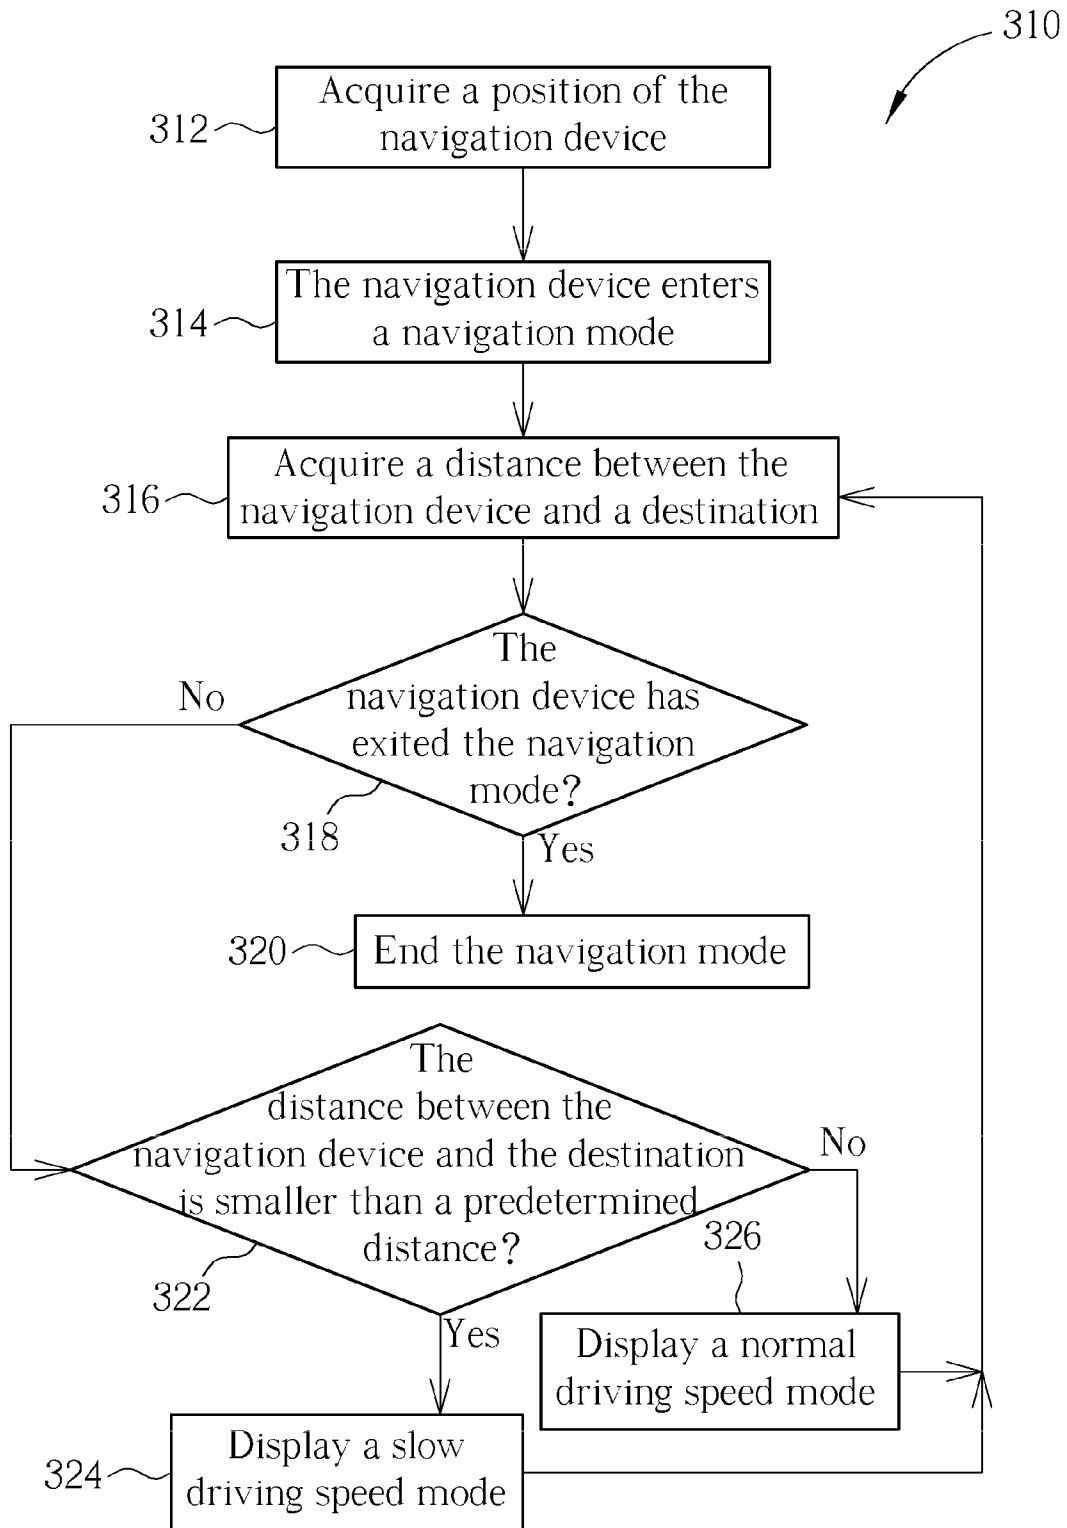 310
Acquire a position of the
navigation device
312
The navigation device enters
a navigation mode
314
Acquire a distance between the
navigation device and a destination
316
The
navigation device has
exited the navigation
mode?
No
318
Yes
320
End the navigation mode
The
distance between the
navigation device and the destination
is smaller than a predetermined
distance?
No
322
326
Yes
Display a normal
driving speed mode
Display a slow
driving speed mode
324